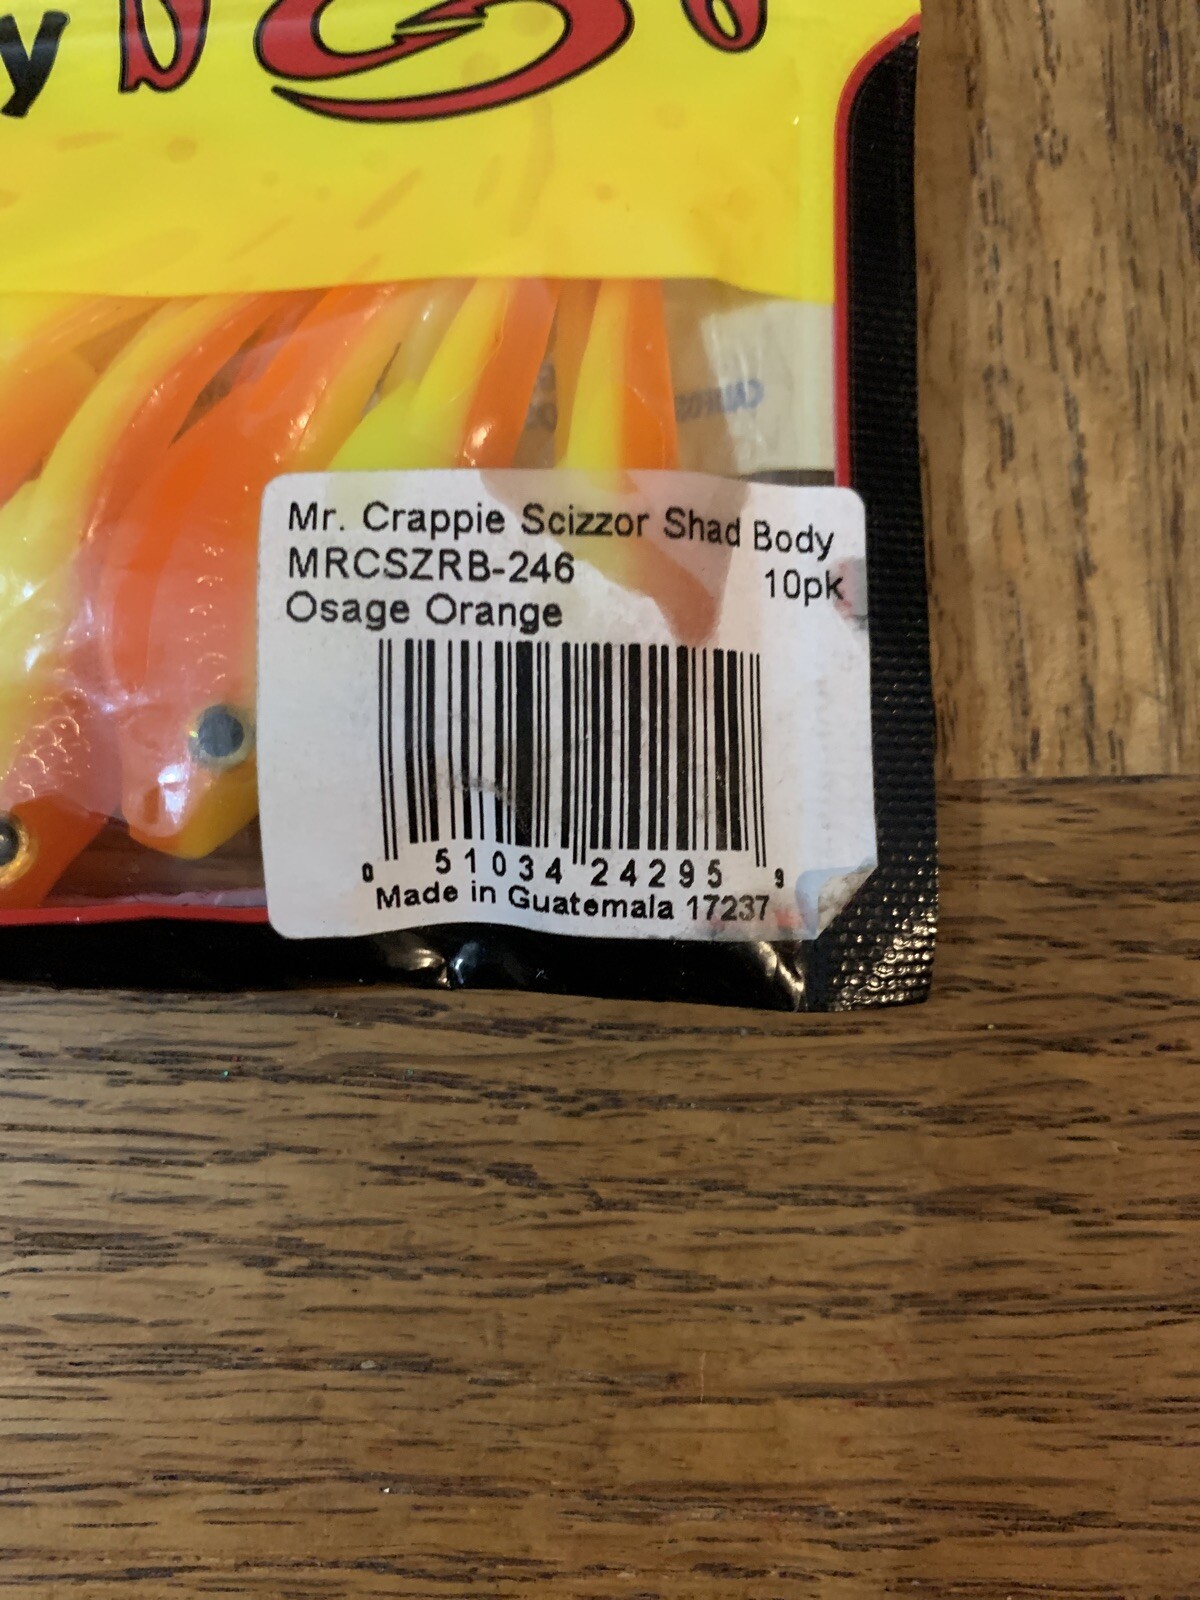 y
Mr. Crappie Scizzor Shad Body
MRCSZRB-246
10pk
Osage Orange
0 51034 24295 9
Made in Guatemala 17237